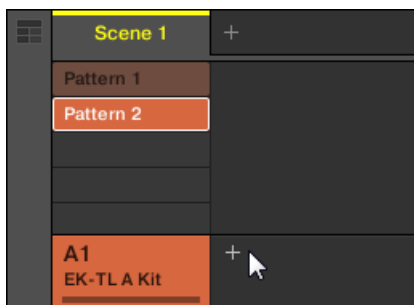 Scene 1
+
Pattern 1
Pattern 2
A1
+
EK-TL A Kit